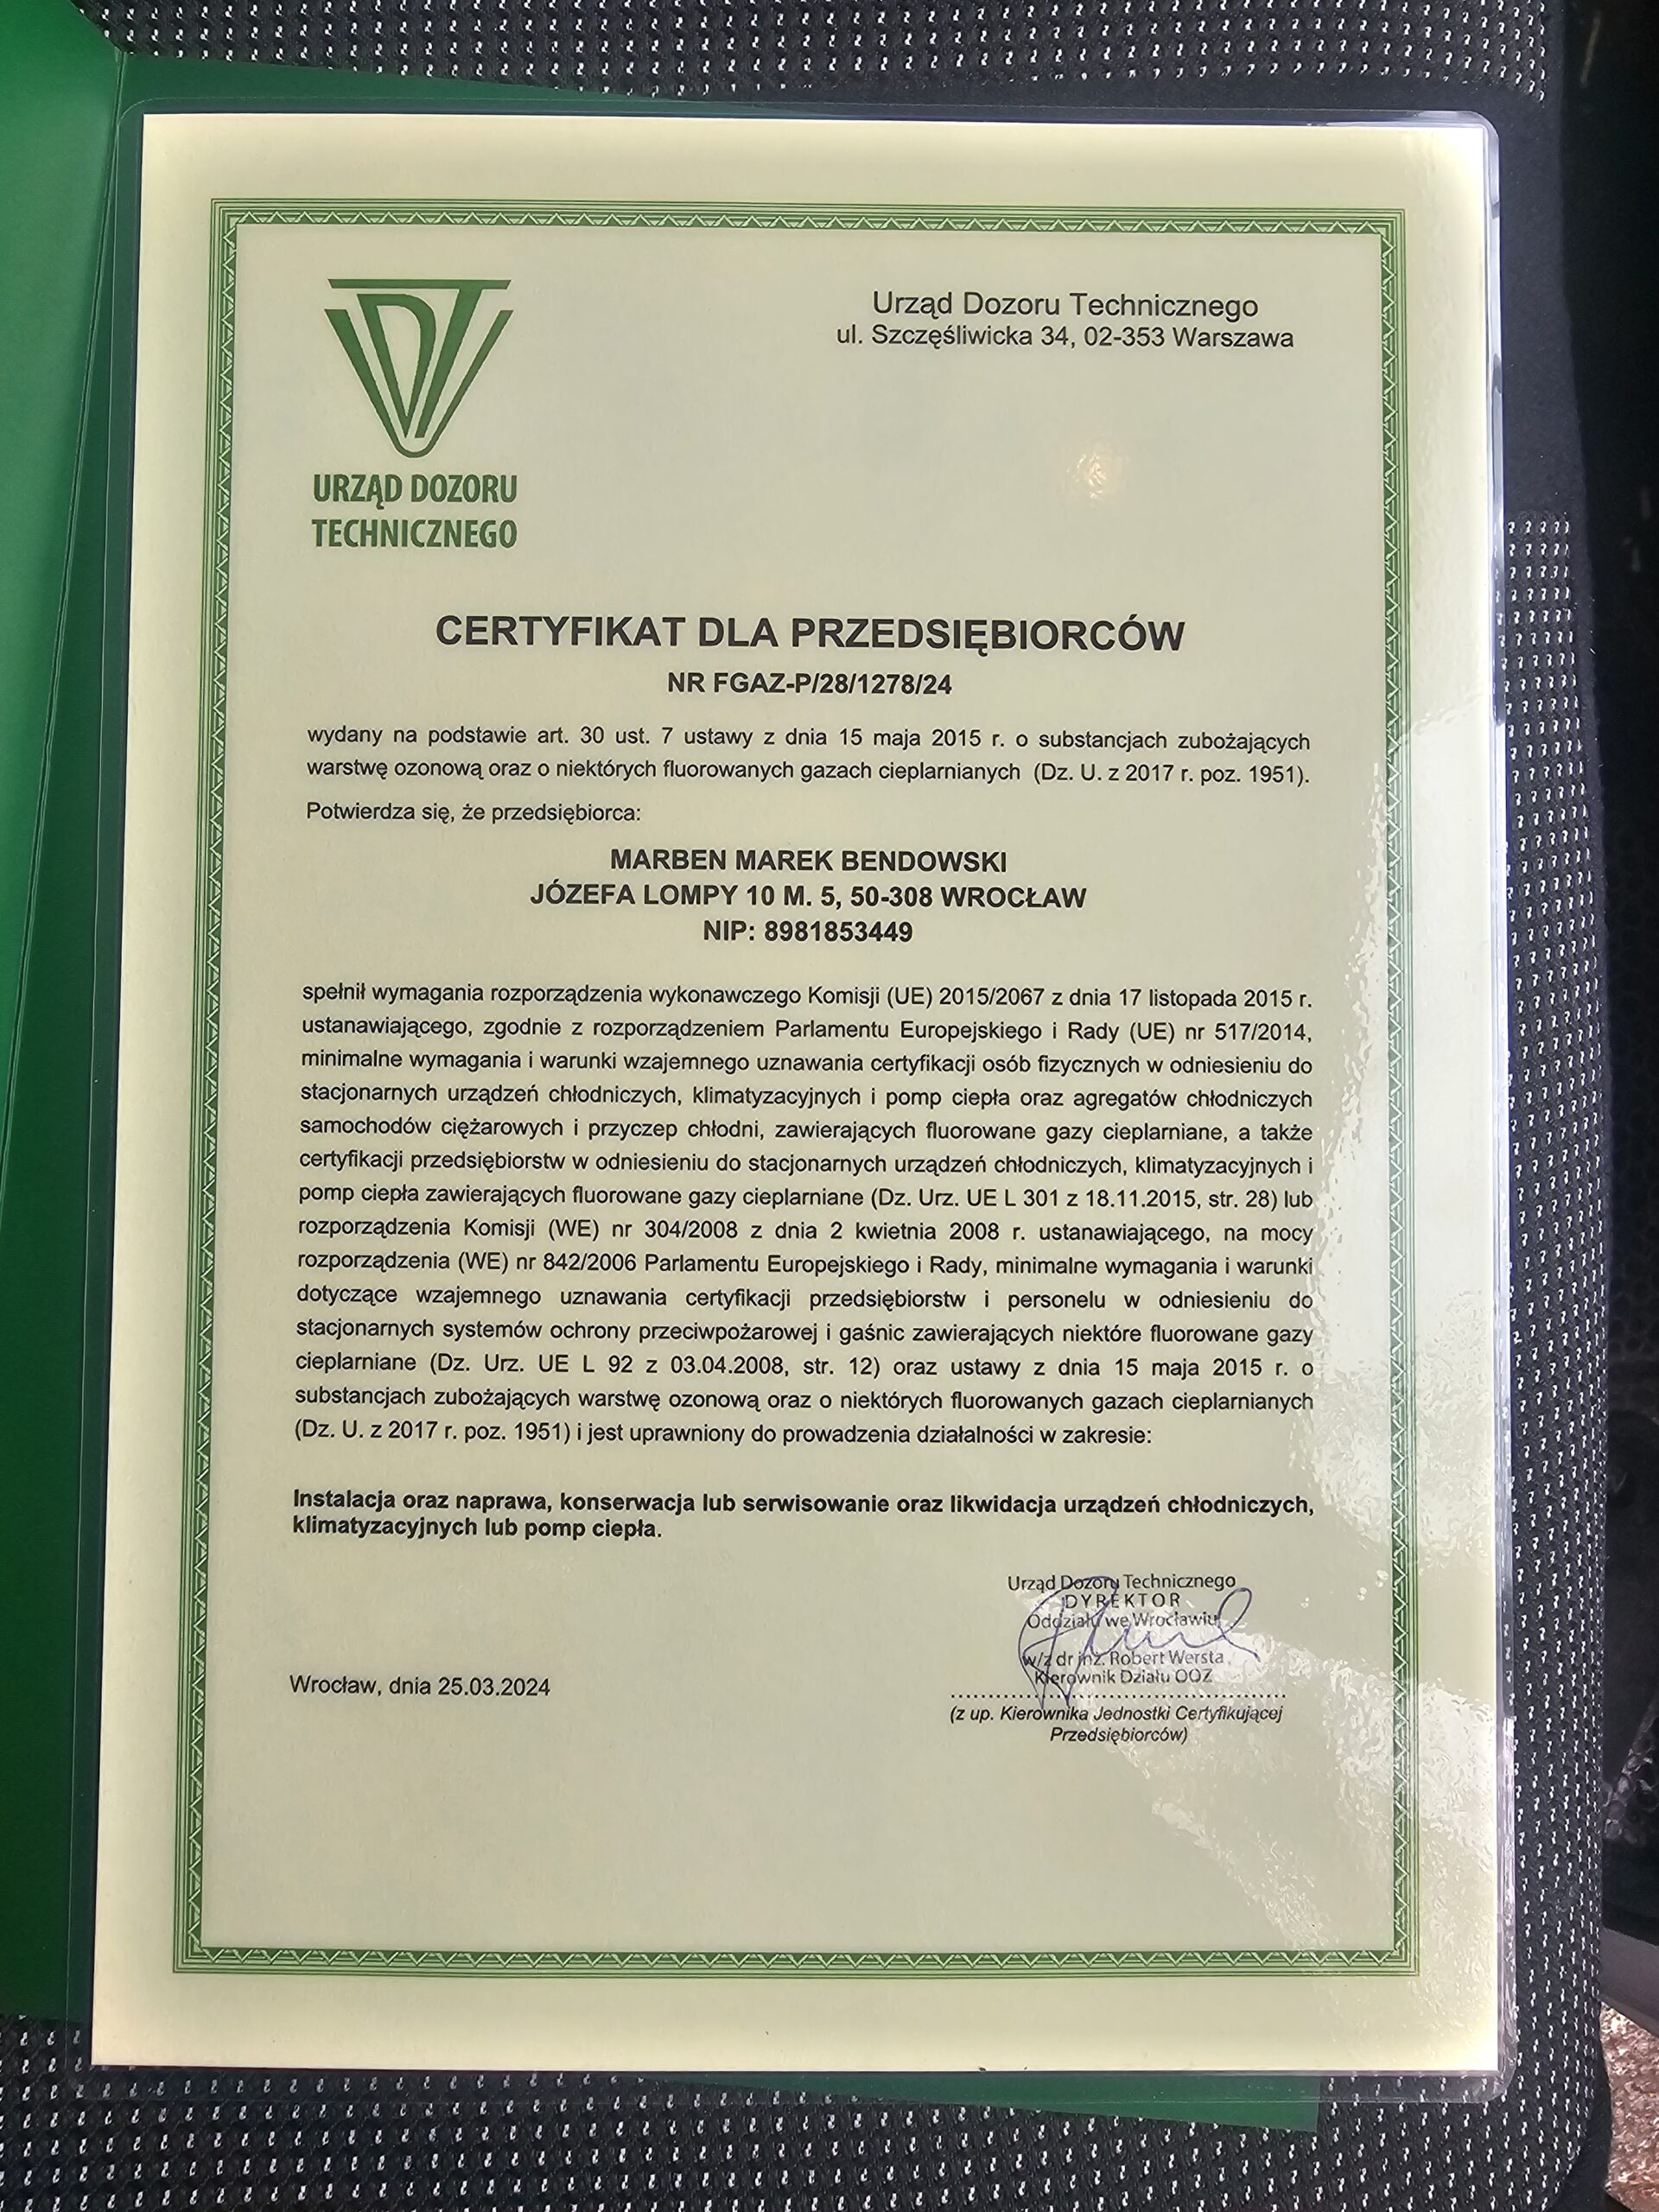 Urząd Dozoru Technicznego
ul. Szczęśliwicka 34, 02-353 Warszawa
URZĄD DOZORU
TECHNICZNEGO
CERTYFIKAT DLA PRZEDSIĘBIORCÓW
NR FGAZ-P/28/1278/24
wydany na podstawie art. 30 ust. 7 ustawy z dnia 15 maja 2015 r. o substancjach zubożających
warstwę ozonową oraz o niektórych fluorowanych gazach cieplarnianych (Dz. U. z 2017 r. poz. 1951).
Potwierdza się, że przedsiębiorca:
MARBEN MAREK BENDOWSKI
JÓZEFA LOMPY 10 M. 5, 50-308 WROCŁAW
NIP: 8981853449
spełnił wymagania rozporządzenia wykonawczego Komisji (UE) 2015/2067 z dnia 17 listopada 2015 r.
ustanawiającego, zgodnie z rozporządzeniem Parlamentu Europejskiego i Rady (UE) nr 517/2014,
minimalne wymagania i warunki wzajemnego uznawania certyfikacji osób fizycznych w odniesieniu do
stacjonarnych urządzeń chłodniczych, klimatyzacyjnych i pomp ciepła oraz agregatów chłodniczych
samochodów ciężarowych i przyczep chłodni, zawierających fluorowane gazy cieplarniane, a także
certyfikacji przedsiębiorstw w odniesieniu do stacjonarnych urządzeń chłodniczych, klimatyzacyjnych i
pomp ciepła zawierających fluorowane gazy cieplarniane (Dz. Urz. UE L 301 z 18.11.2015, str. 28) lub
rozporządzenia Komisji (WE) nr 304/2008 z dnia 2 kwietnia 2008 r. ustanawiającego, na mocy
rozporządzenia (WE) nr 842/2006 Parlamentu Europejskiego i Rady, minimalne wymagania i warunki
dotyczące wzajemnego uznawania certyfikacji przedsiębiorstw i personelu w odniesieniu do
stacjonarnych systemów ochrony przeciwpożarowej i gaśnic zawierających niektóre fluorowane gazy
cieplarniane (Dz. Urz. UE L 92 z 03.04.2008, str. 12) oraz ustawy z dnia 15 maja 2015 r. o
substancjach zubożających warstwę ozonową oraz o niektórych fluorowanych gazach cieplarnianych
(Dz. U. z 2017 r. poz. 1951) i jest uprawniony do prowadzenia działalności w zakresie:
Instalacja oraz naprawa, konserwacja lub serwisowanie oraz likwidacja urządzeń chłodniczych,
klimatyzacyjnych lub pomp ciepła.
Urząd Dozoru Technicznego
DYREKTOR
Oddziału we Wrocławiu
w/z dr inż. Robert Wersta
Kierownik Działu OOZ
Wrocław, dnia 25.03.2024
(z up. Kierownika Jednostki Certyfikującej
Przedsiębiorców)